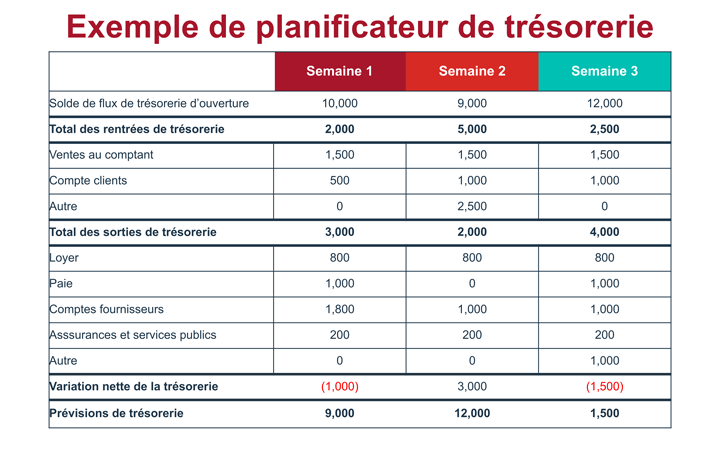 Exemple de planificateur de trésorerie
Semaine 1 Semaine 2 Semaine 3
Solde de flux de trésorerie d’ouverture 10,000 9,000 12,000
Total des rentrées de trésorerie 2,000 5,000 2,500
Ventes au comptant 1,500 1,500 1,500
Compte clients 500 1,000 1,000
Autre 0 2,500 0
Total des sorties de trésorerie 3,000 2,000 4,000
Loyer 800 800 800
Paie 1,000 0 1,000
Comptes fournisseurs 1,800 1,000 1,000
Asssurances et services publics 200 200 200
Autre 0 0 1,000
Variation nette de la trésorerie (1,000) 3,000 (1,500)
Prévisions de trésorerie 9,000 12,000 1,500